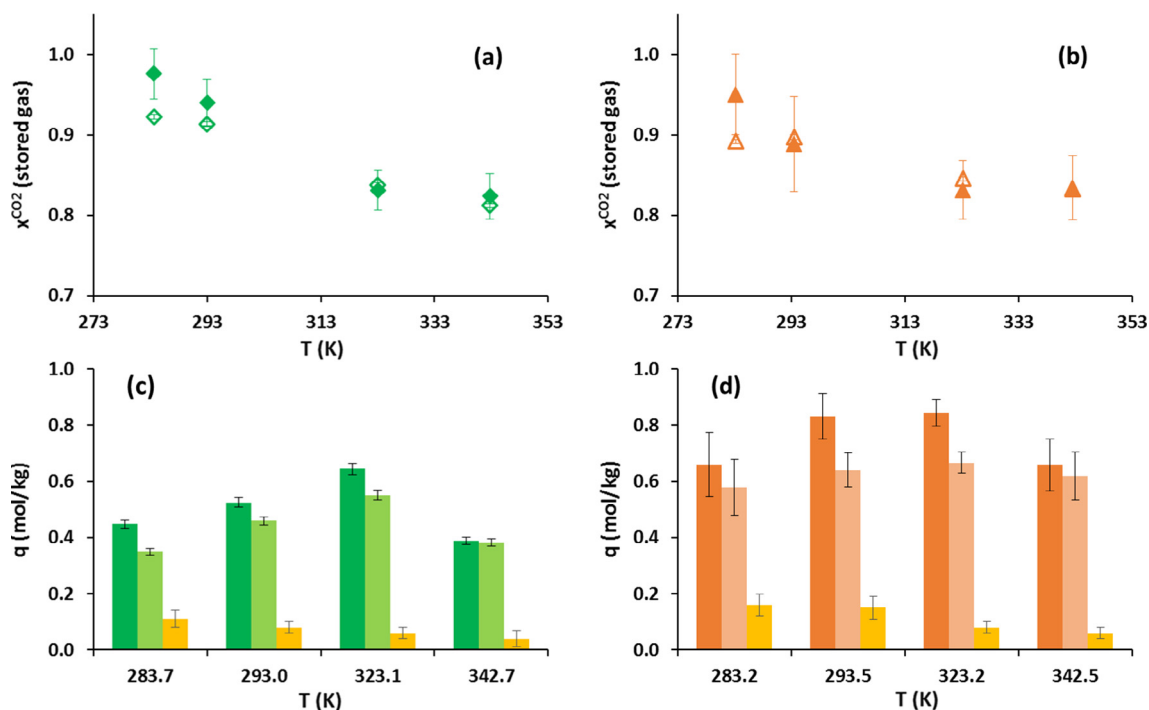 (a)
1.0
0.9
0.8
0.7
x^CO2 (stored gas)
273 293 313 333 353
T (K)
(b)
1.0
0.9
0.8
0.7
x^CO2 (stored gas)
273 293 313 333 353
T (K)
(c)
1.0
0.8
0.6
0.4
0.2
0.0
q (mol/kg)
283.7 293.0 323.1 342.7
T (K)
(d)
1.0
0.8
0.6
0.4
0.2
0.0
q (mol/kg)
283.2 293.5 323.2 342.5
T (K)